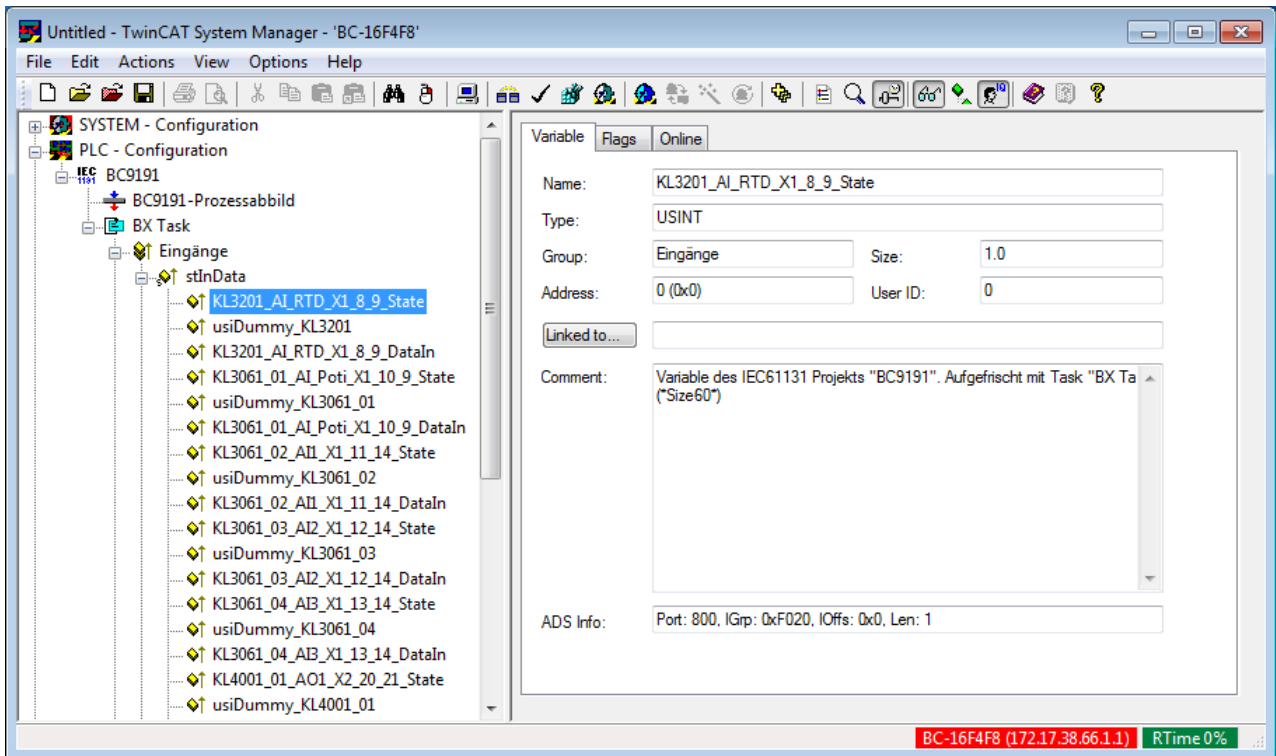 Untitled - TwinCAT System Manager - 'BC-16F4F8'
File Edit Actions View Options Help
SYSTEM - Configuration
PLC - Configuration
IEC 1131 BC9191
BC9191-Prozessabbild
BX Task
Eingänge
stInData
KL3201_AI_RTD_X1_8_9_State
usiDummy_KL3201
KL3201_AI_RTD_X1_8_9_DataIn
KL3061_01_AI_Poti_X1_10_9_State
usiDummy_KL3061_01
KL3061_01_AI_Poti_X1_10_9_DataIn
KL3061_02_AI1_X1_11_14_State
usiDummy_KL3061_02
KL3061_02_AI1_X1_11_14_DataIn
KL3061_03_AI2_X1_12_14_State
usiDummy_KL3061_03
KL3061_03_AI2_X1_12_14_DataIn
KL3061_04_AI3_X1_13_14_State
usiDummy_KL3061_04
KL3061_04_AI3_X1_13_14_DataIn
KL4001_01_AO1_X2_20_21_State
usiDummy_KL4001_01
Variable Flags Online
Name: KL3201_AI_RTD_X1_8_9_State
Type: USINT
Group: Eingänge Size: 1.0
Address: 0 (0x0) User ID: 0
Linked to...
Comment: Variable des IEC61131 Projekts "BC9191". Aufgefrischt mit Task "BX Ta
(*Size60*)
ADS Info: Port: 800, IGrp: 0xF020, IOffs: 0x0, Len: 1
BC-16F4F8 (172.17.38.66.1.1) RTime 0%